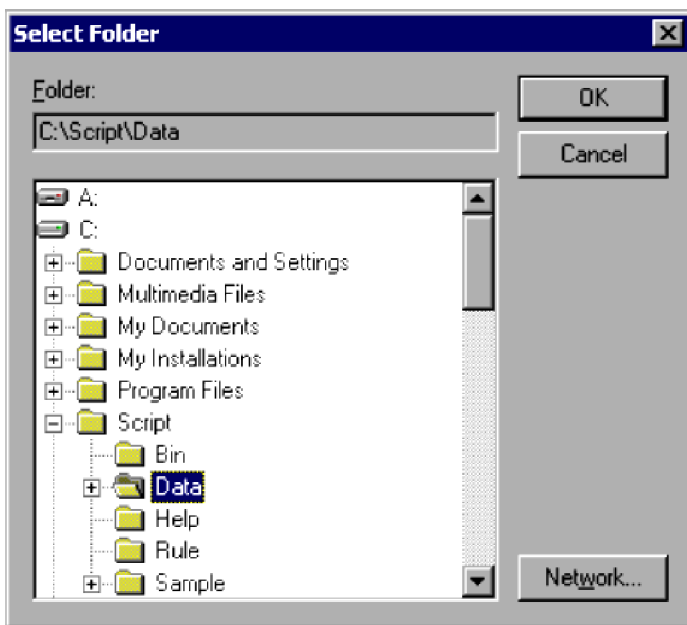 Select Folder
Folder:
OK
C:\Script\Data
Cancel
A:
C:
Documents and Settings
Multimedia Files
My Documents
My Installations
Program Files
Script
Bin
Data
Help
Rule
Sample
Network...